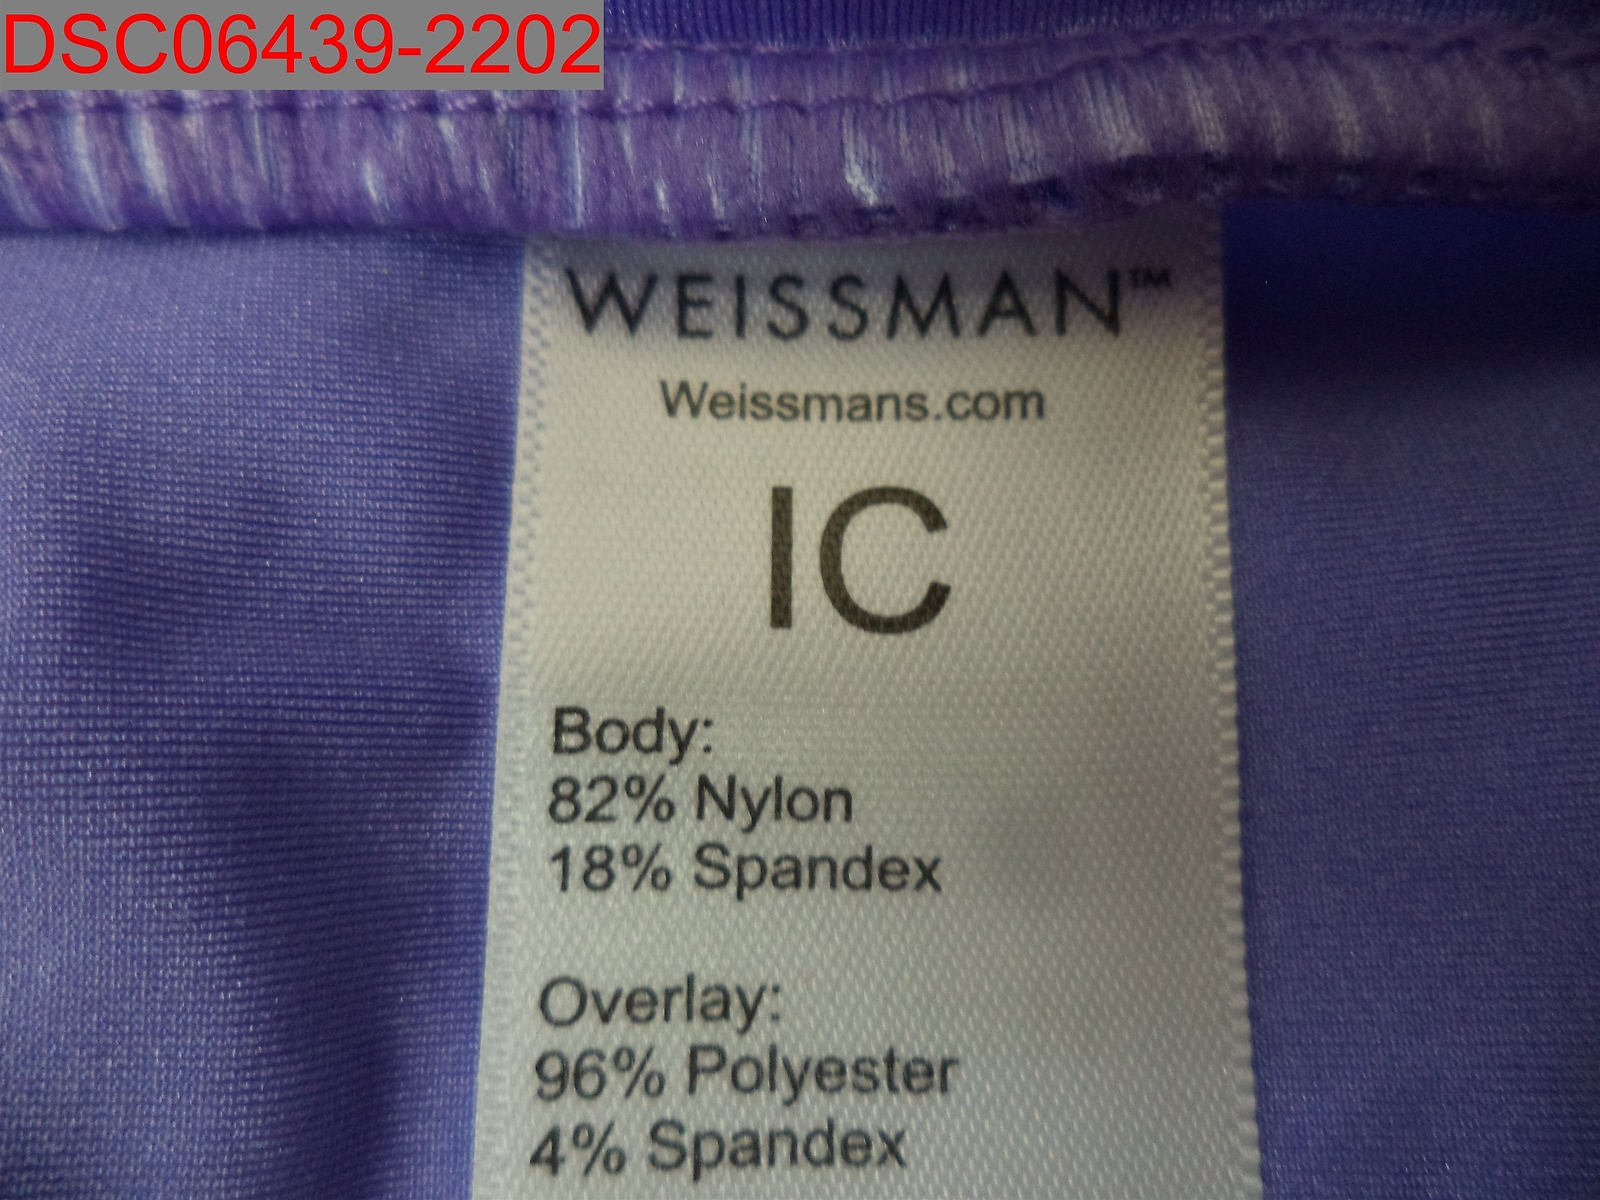 DSC06439-2202
WEISSMAN™
Weissmans.com
IC
Body:
82% Nylon
18% Spandex
Overlay:
96% Polyester
4% Spandex